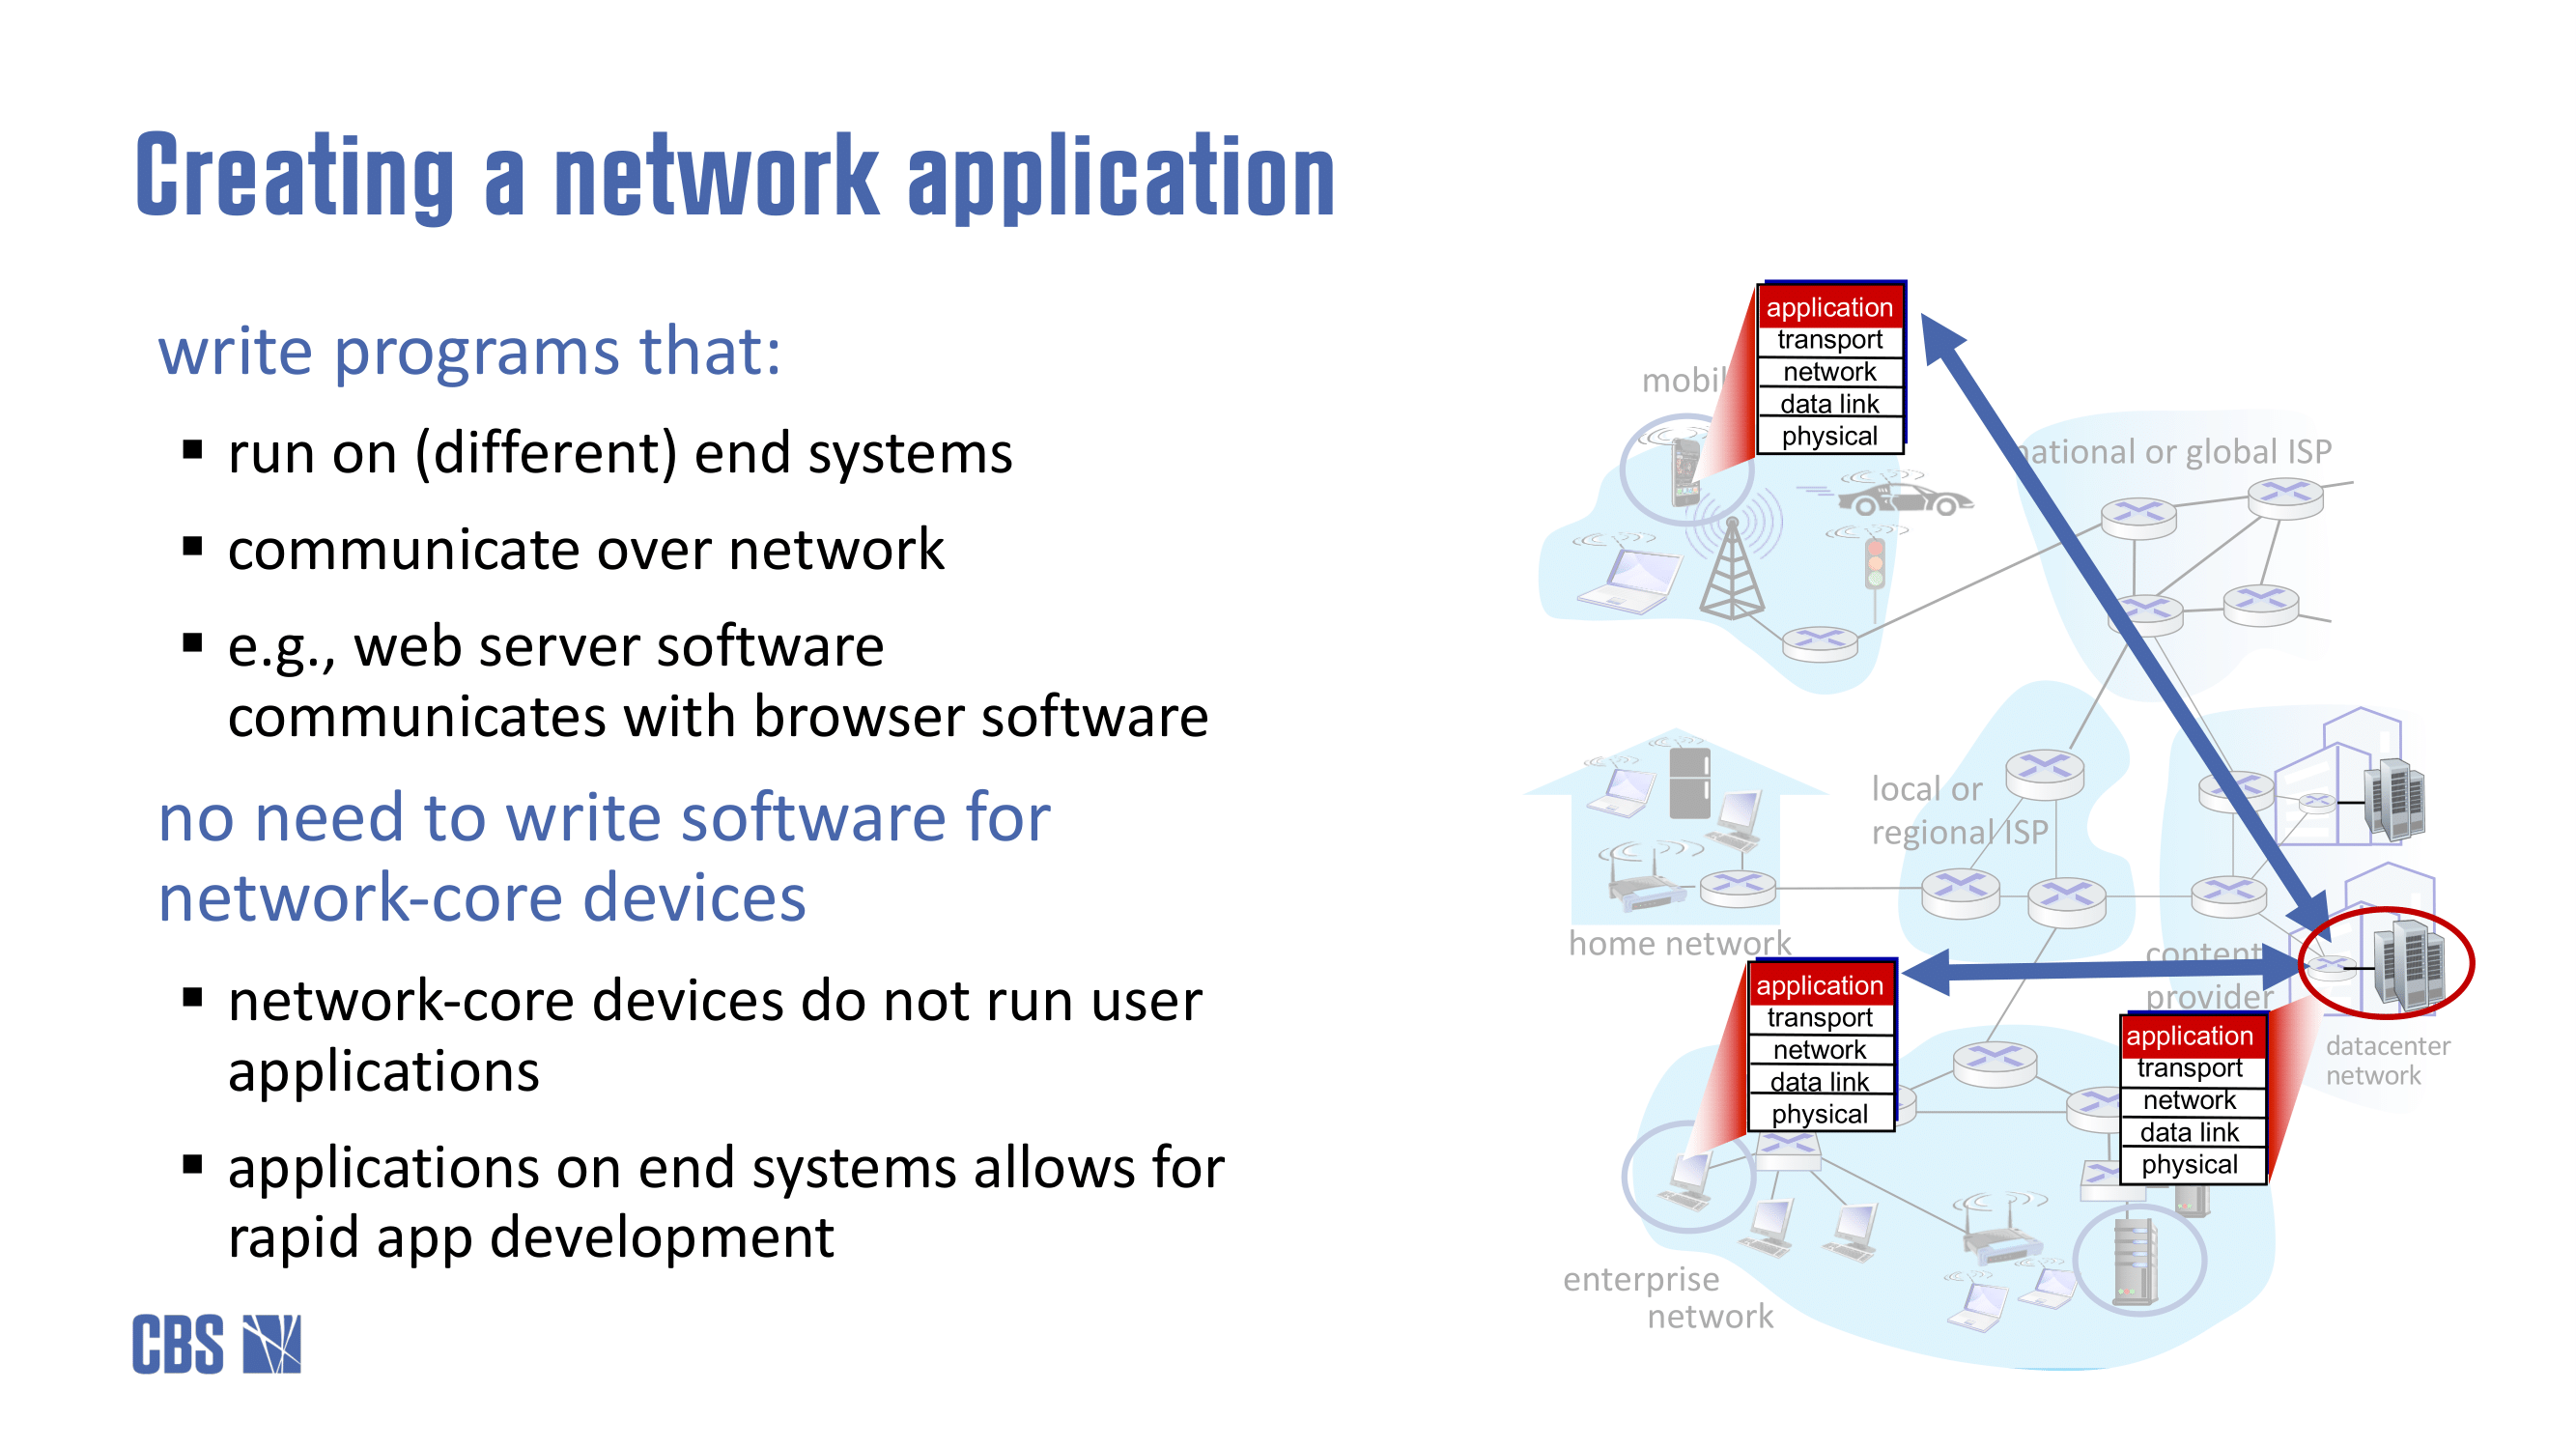 Creating a network application
write programs that:
▪ run on (different) end systems
▪ communicate over network
▪ e.g., web server software
communicates with browser software
no need to write software for
network-core devices
▪ network-core devices do not run user
applications
▪ applications on end systems allows for
rapid app development
CBS
application
transport
network
data link
physical
mobil
national or global ISP
local or
regional ISP
home network
content
provider
application
transport
network
data link
physical
application
transport
network
data link
physical
datacenter
network
enterprise
network